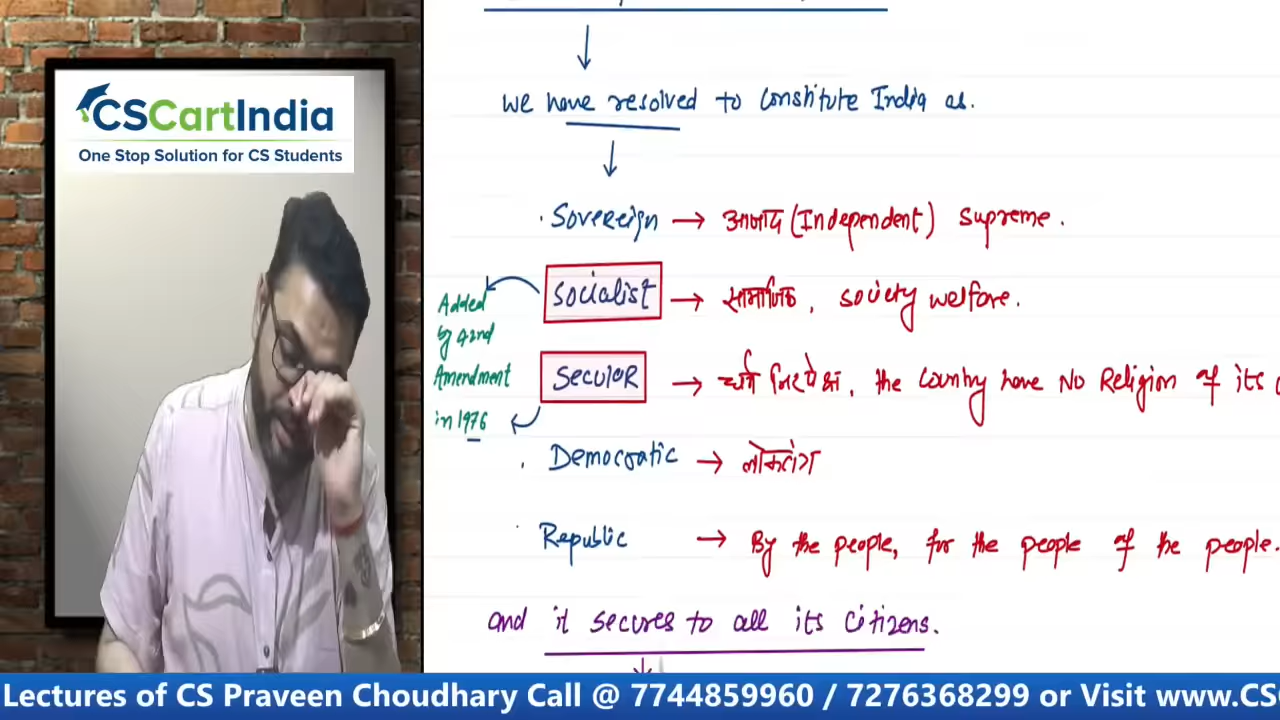 CSCartIndia
One Stop Solution for CS Students
we have resolved to constitute India as.
Sovereign → आजाद (Independent) Supreme.
Socialist → सामाजिक, society welfare.
Added
by 42nd
Amendment
in 1976
Secular → धर्म निरपेक्ष, the country have No Religion of its
Democratic → लोकतंत्र
Republic → By the people, for the people of the people.
and it secures to all its citizens.
Lectures of CS Praveen Choudhary Call @ 7744859960 / 7276368299 or Visit www.CSC